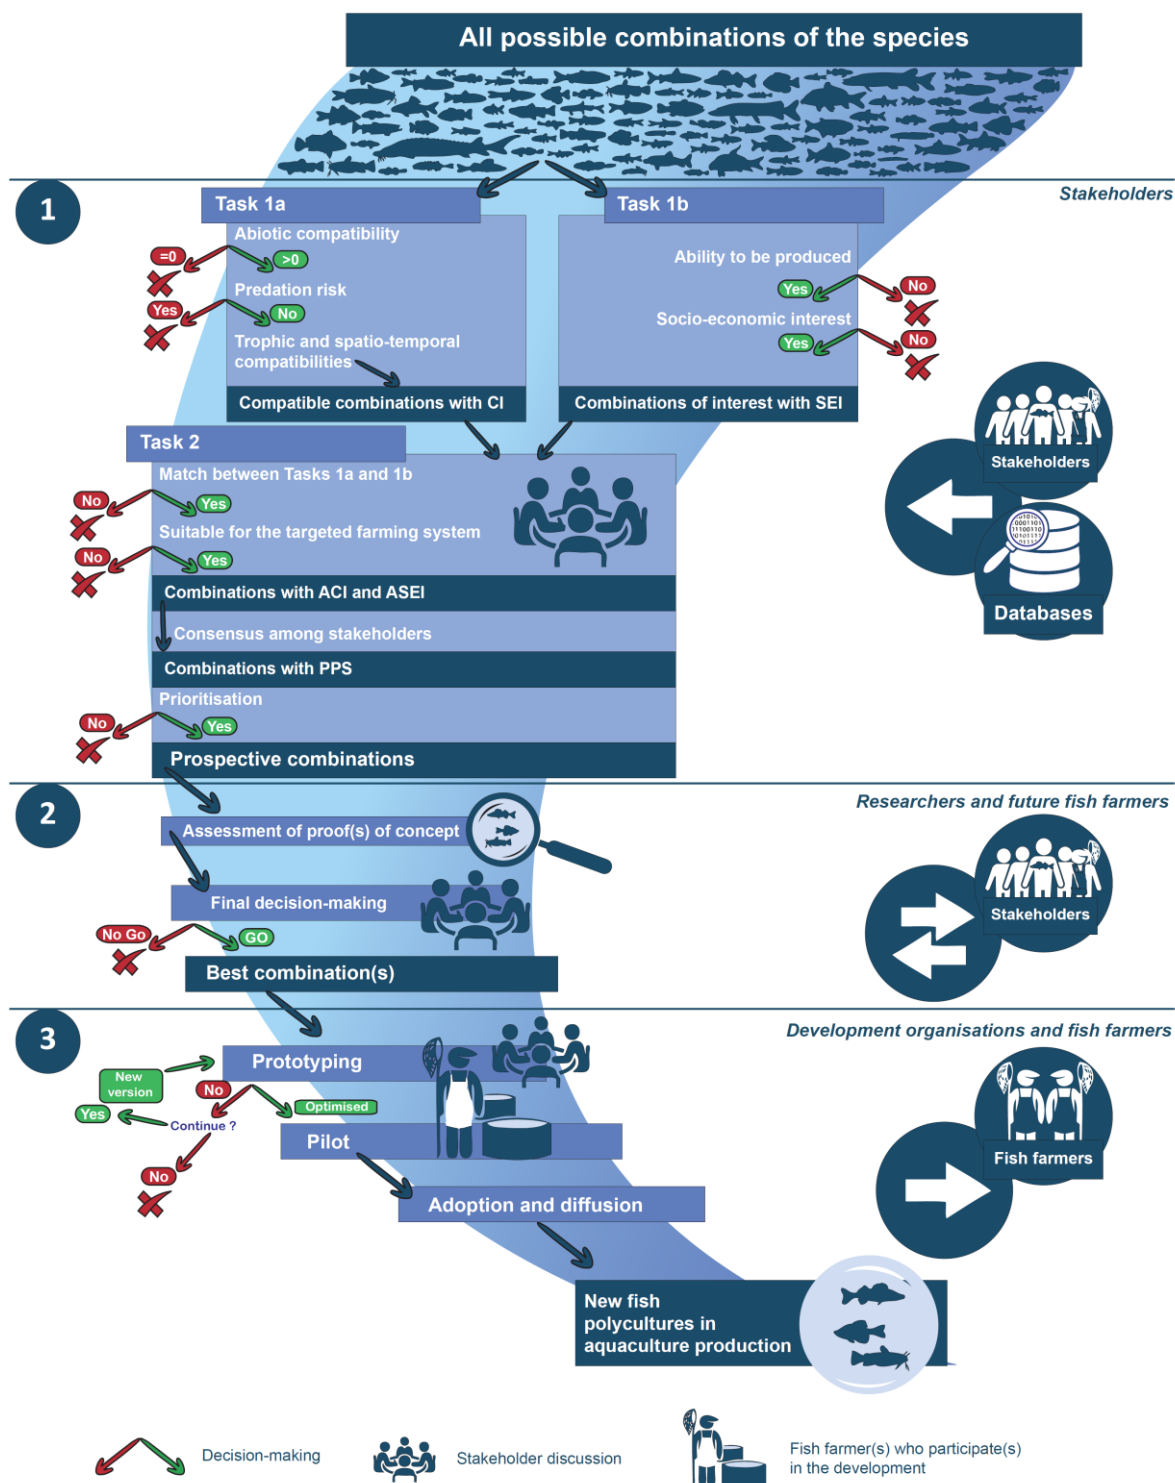 All possible combinations of the species
1
Stakeholders
Task 1a
Task 1b
Abiotic compatibility
=0
>0
Ability to be produced
Yes
No
Predation risk
Yes
No
Socio-economic interest
Yes
No
Trophic and spatio-temporal
compatibilities
Compatible combinations with CI
Combinations of interest with SEI
Task 2
Match between Tasks 1a and 1b
No
Yes
Suitable for the targeted farming system
No
Yes
Combinations with ACI and ASEI
Consensus among stakeholders
Combinations with PPS
Prioritisation
No
Yes
Prospective combinations
Stakeholders
01010
0001101
11100110
0101111
01111
Databases
2
Researchers and future fish farmers
Assessment of proof(s) of concept
Final decision-making
No Go
GO
Best combination(s)
Stakeholders
3
Development organisations and fish farmers
Prototyping
New
version
No
Optimised
Yes
Continue ?
Pilot
No
Adoption and diffusion
Fish farmers
New fish
polycultures in
aquaculture production
Decision-making
Stakeholder discussion
Fish farmer(s) who participate(s)
in the development